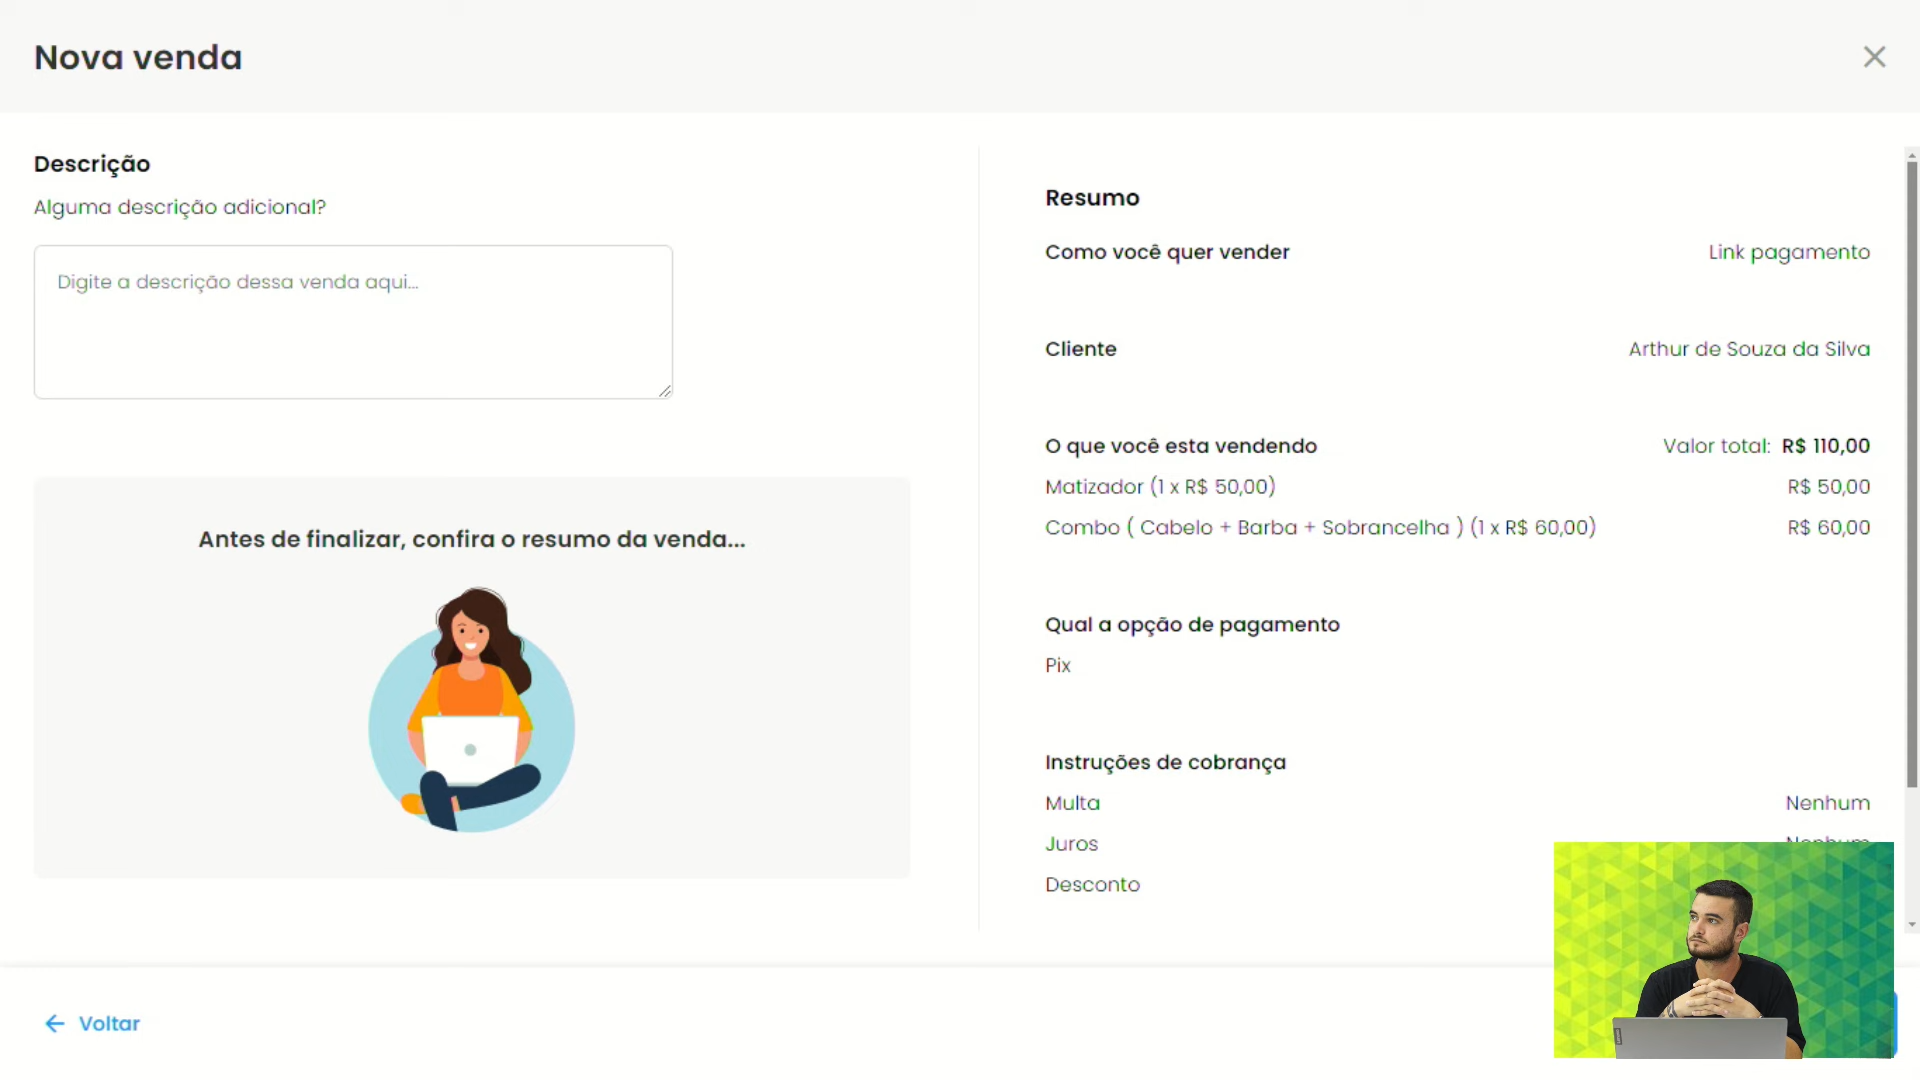 Nova venda
Descrição
Alguma descrição adicional?
Digite a descrição dessa venda aqui...
Antes de finalizar, confira o resumo da venda...
Resumo
Como você quer vender Link pagamento
Cliente Arthur de Souza da Silva
O que você esta vendendo Valor total: R$ 110,00
Matizador (1 x R$ 50,00) R$ 50,00
Combo ( Cabelo + Barba + Sobrancelha ) (1 x R$ 60,00) R$ 60,00
Qual a opção de pagamento
Pix
Instruções de cobrança
Multa Nenhum
Juros Nenhum
Desconto
Voltar